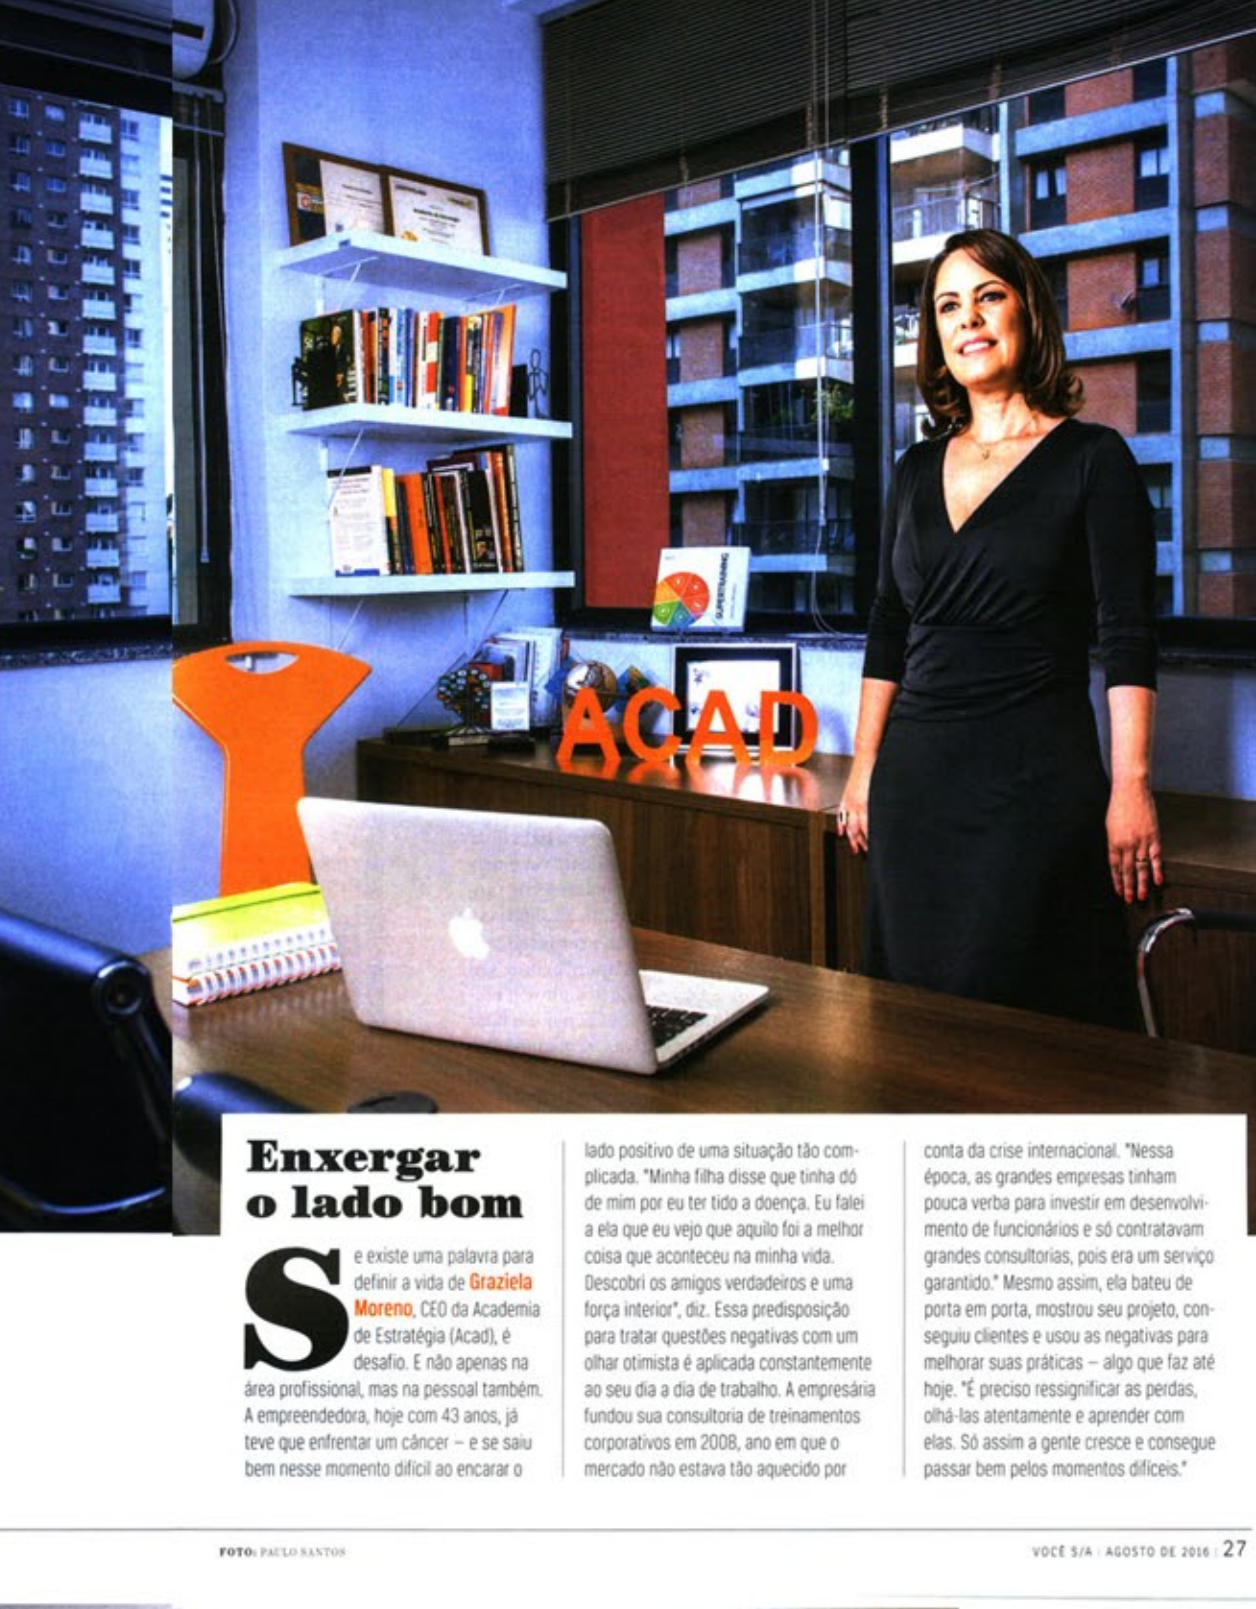 SUPERTRAINING
ACAD
Enxergar
o lado bom
Se existe uma palavra para
definir a vida de Graziela
Moreno, CEO da Academia
de Estratégia (Acad), é
desafio. E não apenas na
área profissional, mas na pessoal também.
A empreendedora, hoje com 43 anos, já
teve que enfrentar um câncer – e se saiu
bem nesse momento difícil ao encarar o
lado positivo de uma situação tão com-
plicada. "Minha filha disse que tinha dó
de mim por eu ter tido a doença. Eu falei
a ela que eu vejo que aquilo foi a melhor
coisa que aconteceu na minha vida.
Descobri os amigos verdadeiros e uma
força interior", diz. Essa predisposição
para tratar questões negativas com um
olhar otimista é aplicada constantemente
ao seu dia a dia de trabalho. A empresária
fundou sua consultoria de treinamentos
corporativos em 2008, ano em que o
mercado não estava tão aquecido por
conta da crise internacional. "Nessa
época, as grandes empresas tinham
pouca verba para investir em desenvolvi-
mento de funcionários e só contratavam
grandes consultorias, pois era um serviço
garantido." Mesmo assim, ela bateu de
porta em porta, mostrou seu projeto, con-
seguiu clientes e usou as negativas para
melhorar suas práticas – algo que faz até
hoje. "É preciso ressignificar as perdas,
olhá-las atentamente e aprender com
elas. Só assim a gente cresce e consegue
passar bem pelos momentos difíceis."
FOTO: PAULO SANTOS
VOCÊ S/A | AGOSTO DE 2016 | 27